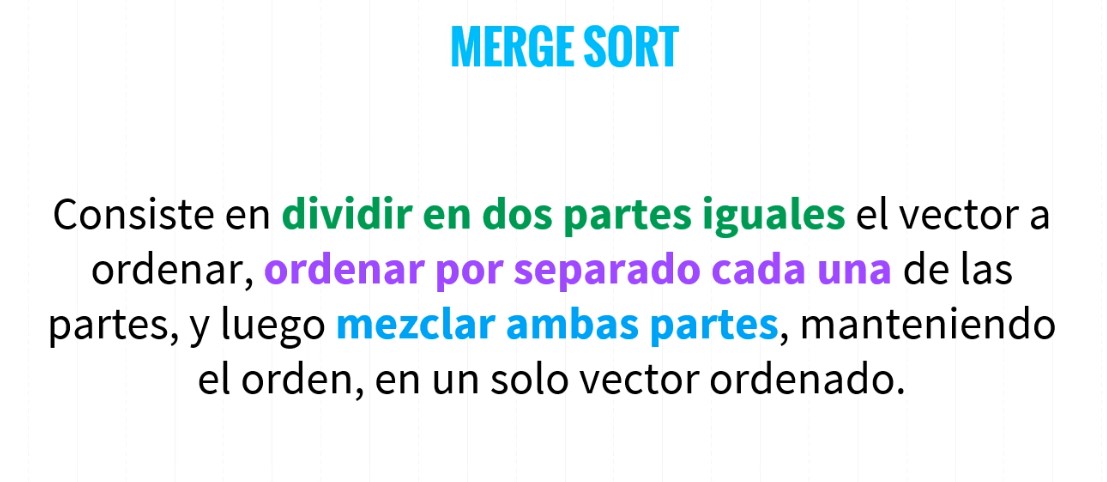 MERGE SORT
Consiste en dividir en dos partes iguales el vector a
ordenar, ordenar por separado cada una de las
partes, y luego mezclar ambas partes, manteniendo
el orden, en un solo vector ordenado.